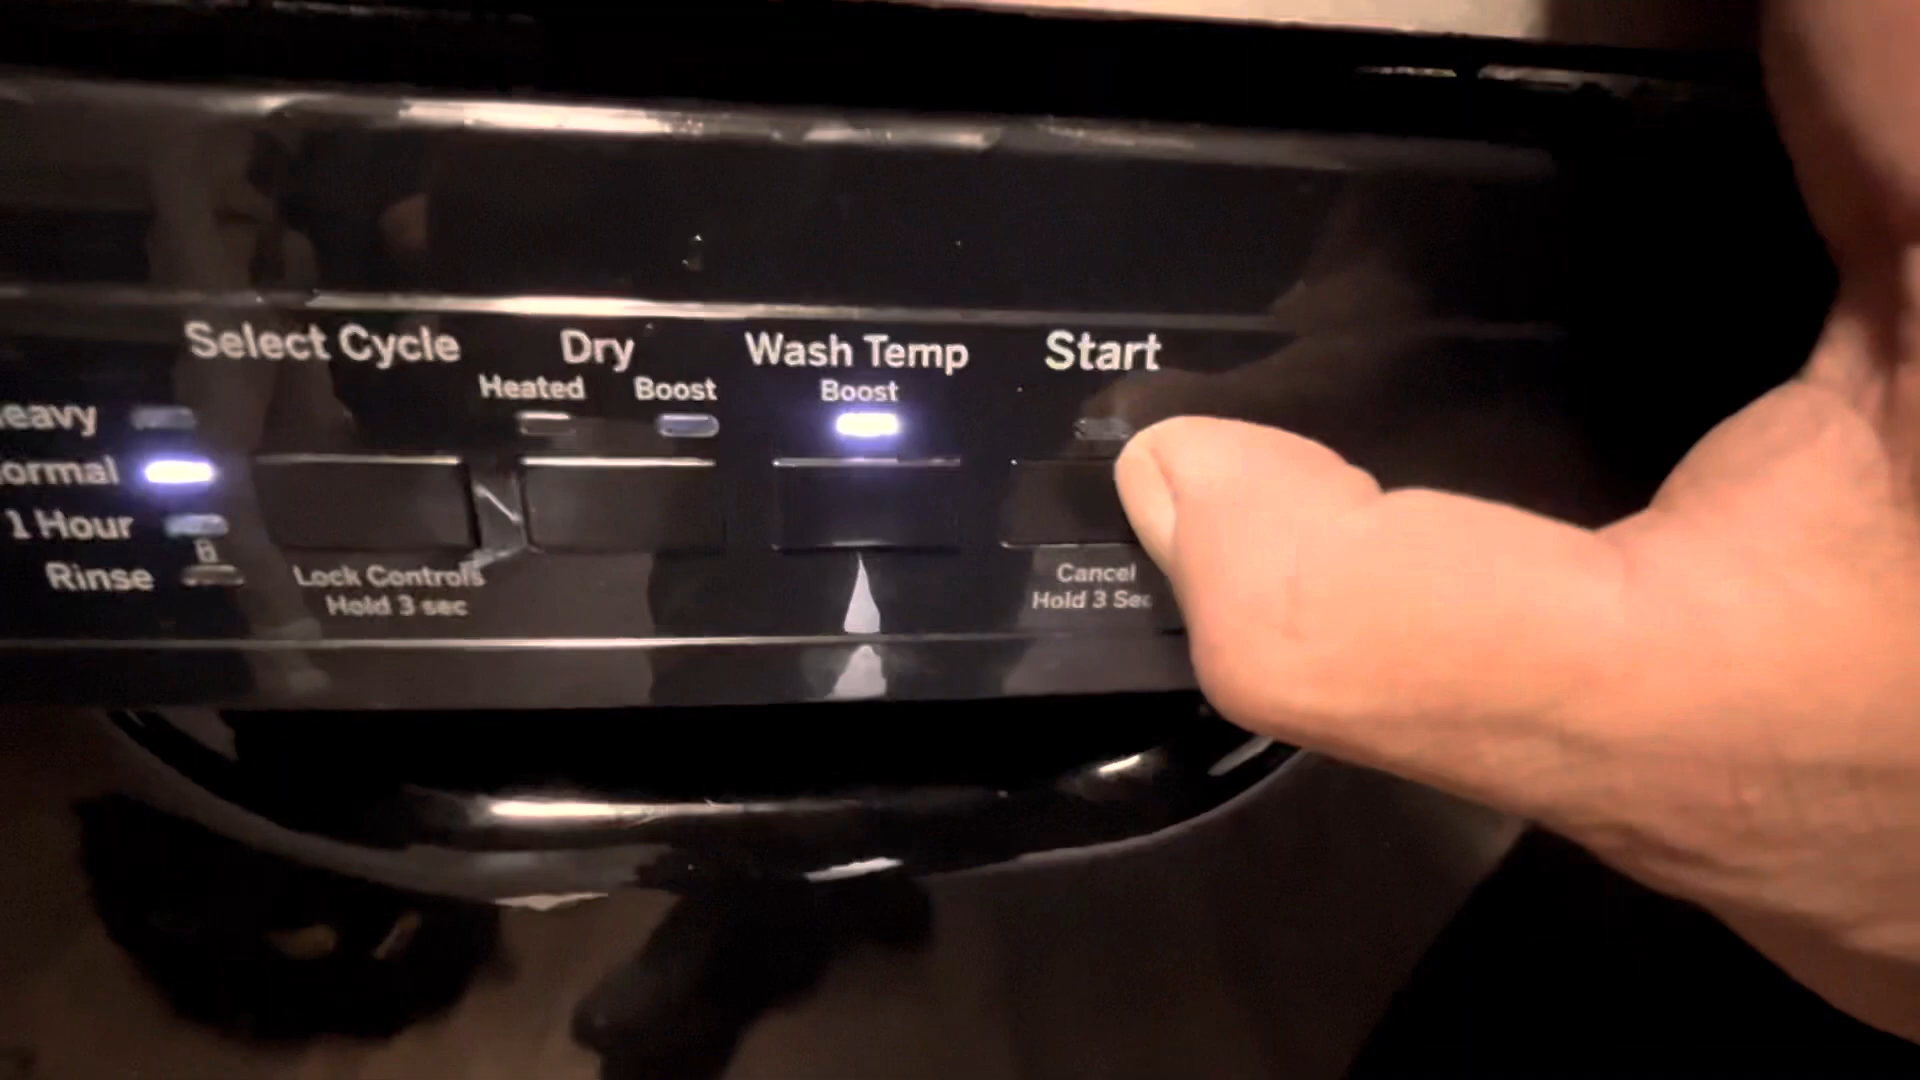 Select Cycle
Dry
Wash Temp
Start
Heated
Boost
Boost
eavy
ormal
1 Hour
Rinse
Lock Controls
Hold 3 sec
Cancel
Hold 3 Sec